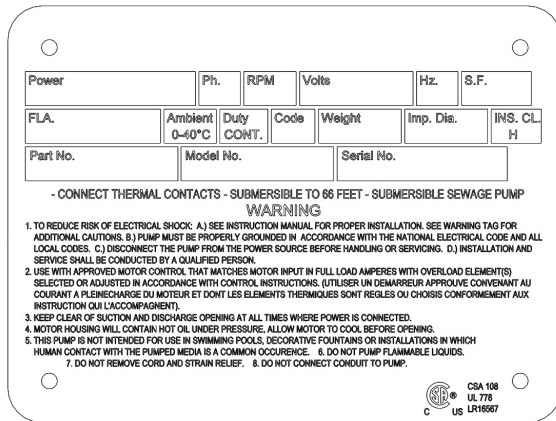 Power Ph. RPM Volts Hz. S.F.
FLA. Ambient Duty Code Weight Imp. Dia. INS. CL.
0-40°C CONT. H
Part No. Model No. Serial No.
- CONNECT THERMAL CONTACTS - SUBMERSIBLE TO 66 FEET - SUBMERSIBLE SEWAGE PUMP
WARNING
1. TO REDUCE RISK OF ELECTRICAL SHOCK: A.) SEE INSTRUCTION MANUAL FOR PROPER INSTALLATION. SEE WARNING TAG FOR
ADDITIONAL CAUTIONS. B.) PUMP MUST BE PROPERLY GROUNDED IN ACCORDANCE WITH THE NATIONAL ELECTRICAL CODE AND ALL
LOCAL CODES. C.) DISCONNECT THE PUMP FROM THE POWER SOURCE BEFORE HANDLING OR SERVICING. D.) INSTALLATION AND
SERVICE SHALL BE CONDUCTED BY A QUALIFIED PERSON.
2. USE WITH APPROVED MOTOR CONTROL THAT MATCHES MOTOR INPUT IN FULL LOAD AMPERES WITH OVERLOAD ELEMENT(S)
SELECTED OR ADJUSTED IN ACCORDANCE WITH CONTROL INSTRUCTIONS. (UTILISER UN DEMARREUR APPROUVE CONVENANT AU
COURANT A PLEINECHARGE DU MOTEUR ET DONT LES ELEMENTS THERMIQUES SONT REGLES OU CHOISIS CONFORMEMENT AUX
INSTRUCTION QUI L'ACCOMPAGNENT).
3. KEEP CLEAR OF SUCTION AND DISCHARGE OPENING AT ALL TIMES WHERE POWER IS CONNECTED.
4. MOTOR HOUSING WILL CONTAIN HOT OIL UNDER PRESSURE, ALLOW MOTOR TO COOL BEFORE OPENING.
5. THIS PUMP IS NOT INTENDED FOR USE IN SWIMMING POOLS, DECORATIVE FOUNTAINS OR INSTALLATIONS IN WHICH
HUMAN CONTACT WITH THE PUMPED MEDIA IS A COMMON OCCURENCE. 6. DO NOT PUMP FLAMMABLE LIQUIDS.
7. DO NOT REMOVE CORD AND STRAIN RELIEF. 8. DO NOT CONNECT CONDUIT TO PUMP.
CSA 108
SA ® UL 778
C US LR16567